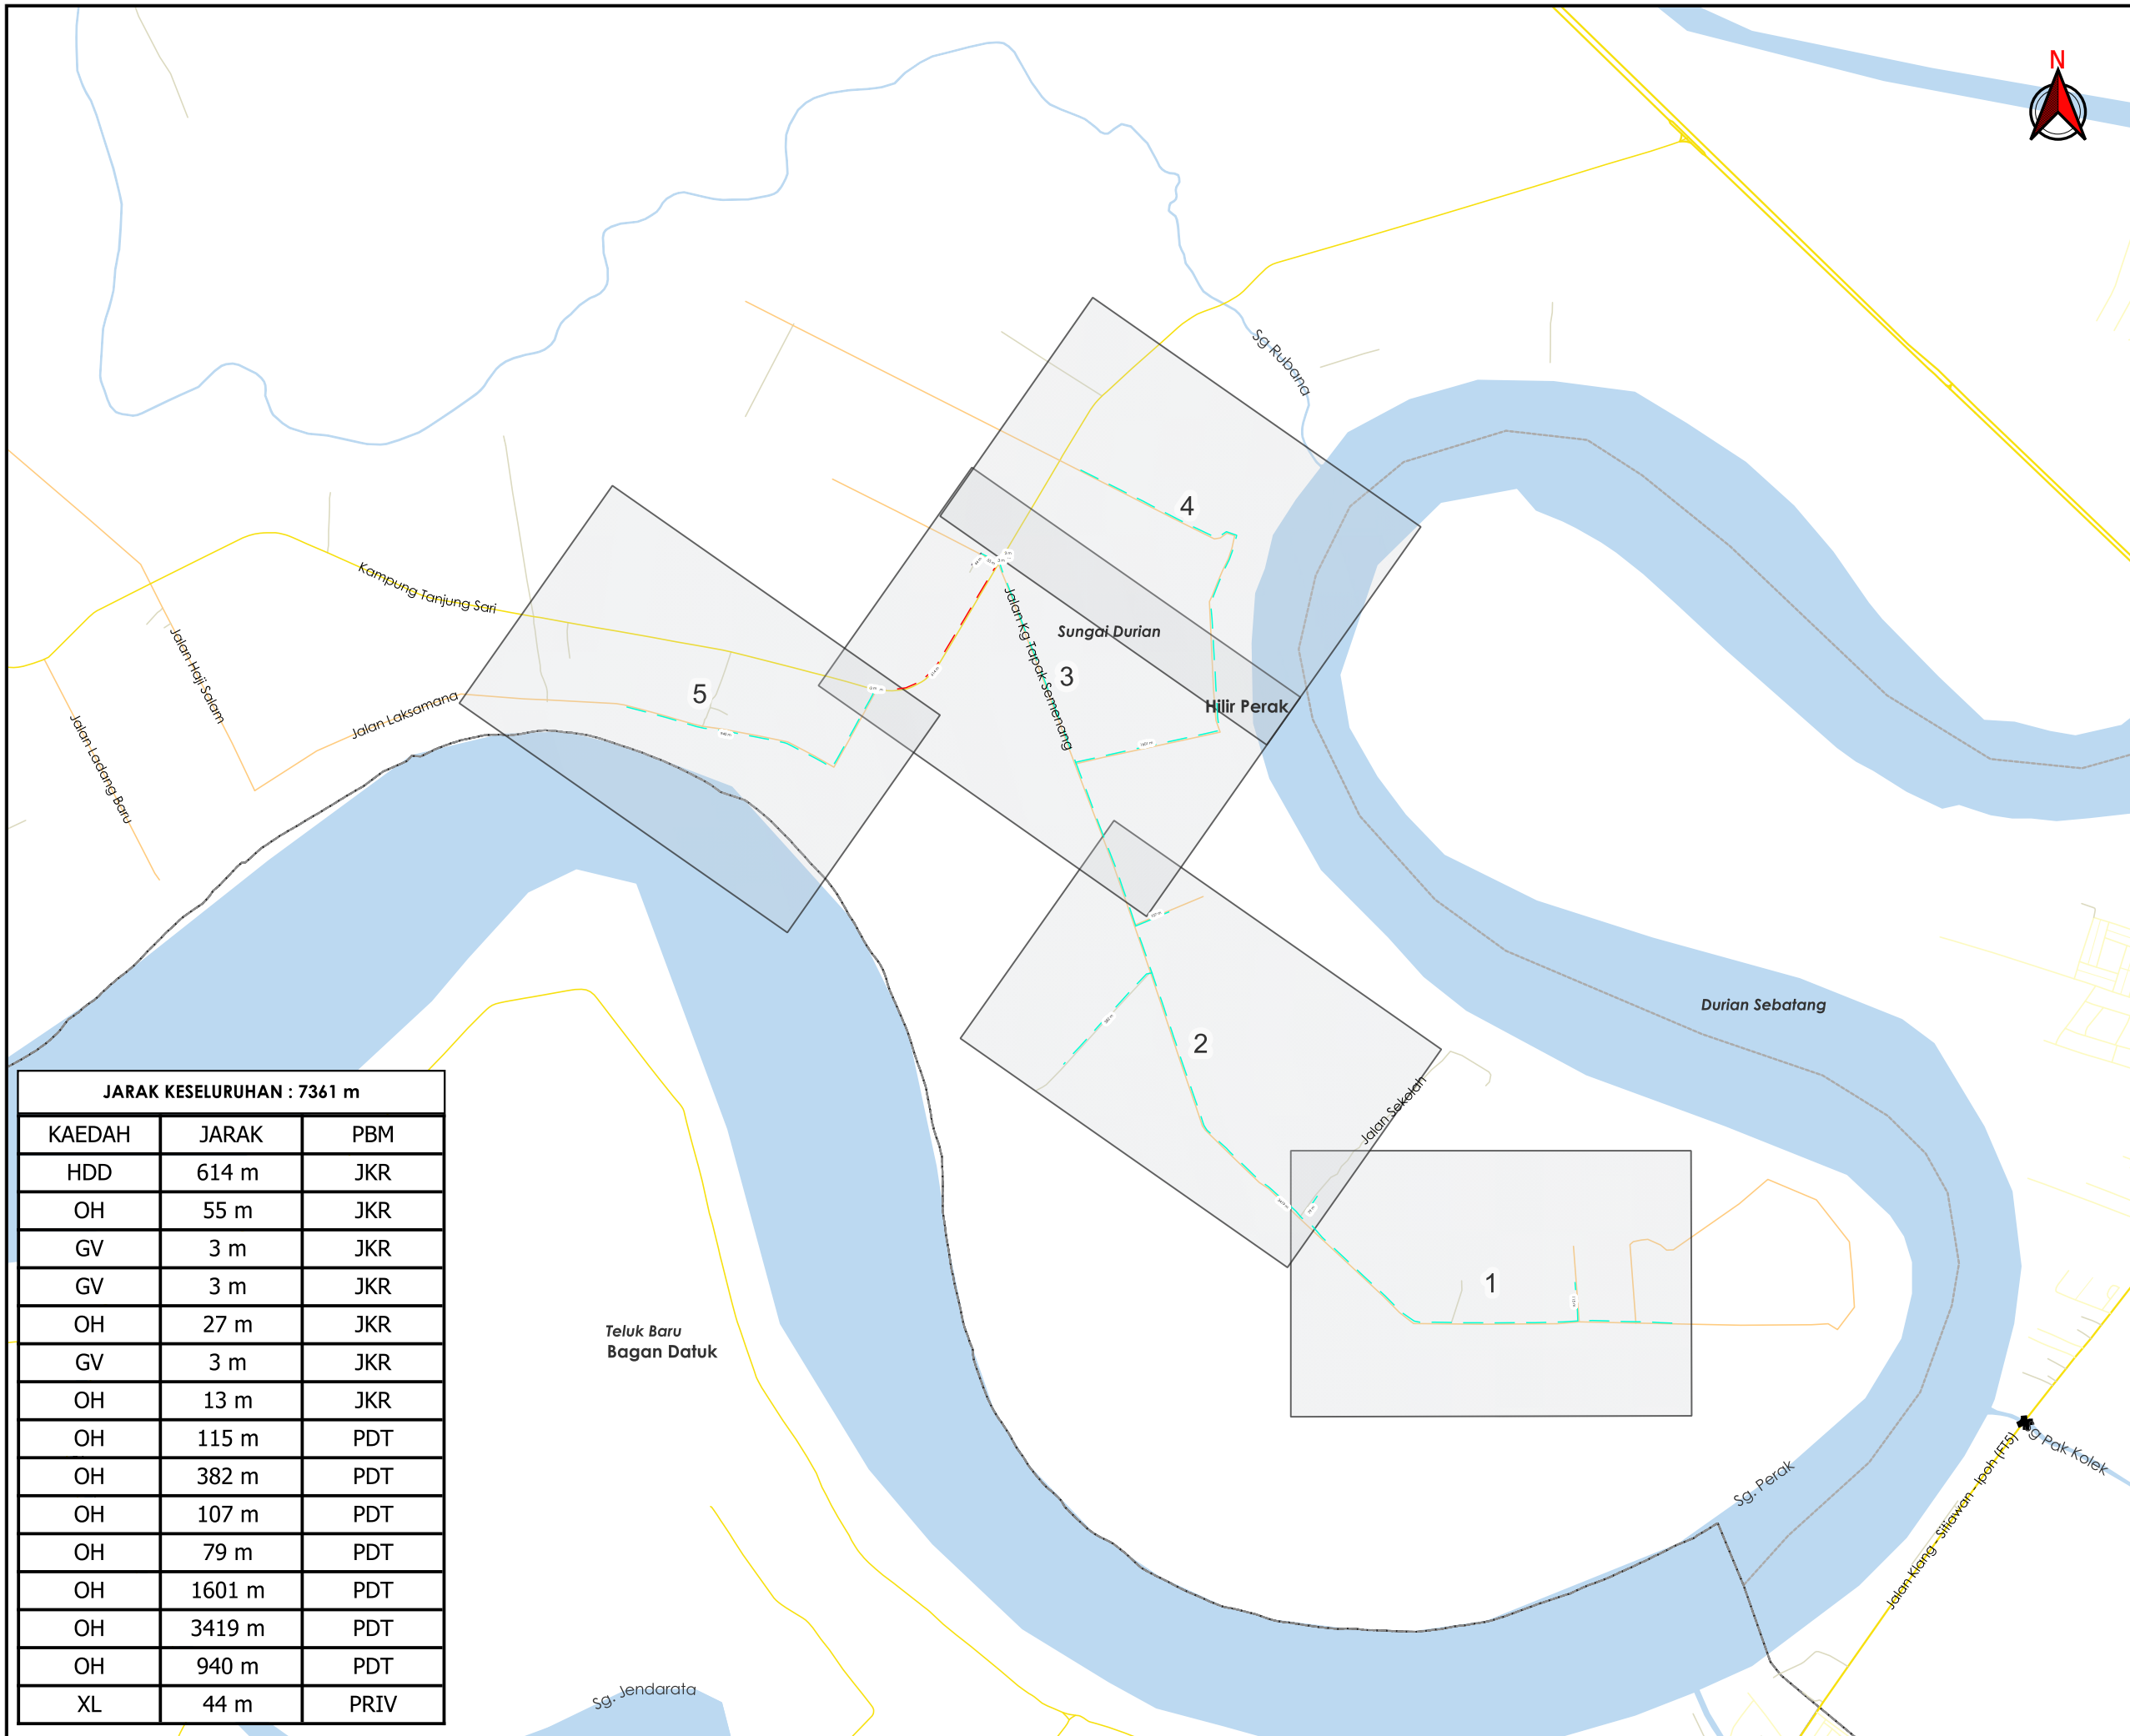 N
Sg Rubana
4
Kampung Tanjung Sari
Jalan Kg Tapak Semenang
Sungai Durian
3
Hilir Perak
5
Jalan Haji Salam
Jalan Laksamana
Jalan Ladang Baru
Durian Sebatang
2
Jalan Sekolah
1
Teluk Baru
Bagan Datuk
Sg. Perak
Sg Pak Kolek
Jalan Klang - Sitiawan - Ipoh (FT5)
Sg. Jendarata
JARAK KESELURUHAN : 7361 m
KAEDAH JARAK PBM
HDD 614 m JKR
OH 55 m JKR
GV 3 m JKR
GV 3 m JKR
OH 27 m JKR
GV 3 m JKR
OH 13 m JKR
OH 115 m PDT
OH 382 m PDT
OH 107 m PDT
OH 79 m PDT
OH 1601 m PDT
OH 3419 m PDT
OH 940 m PDT
XL 44 m PRIV